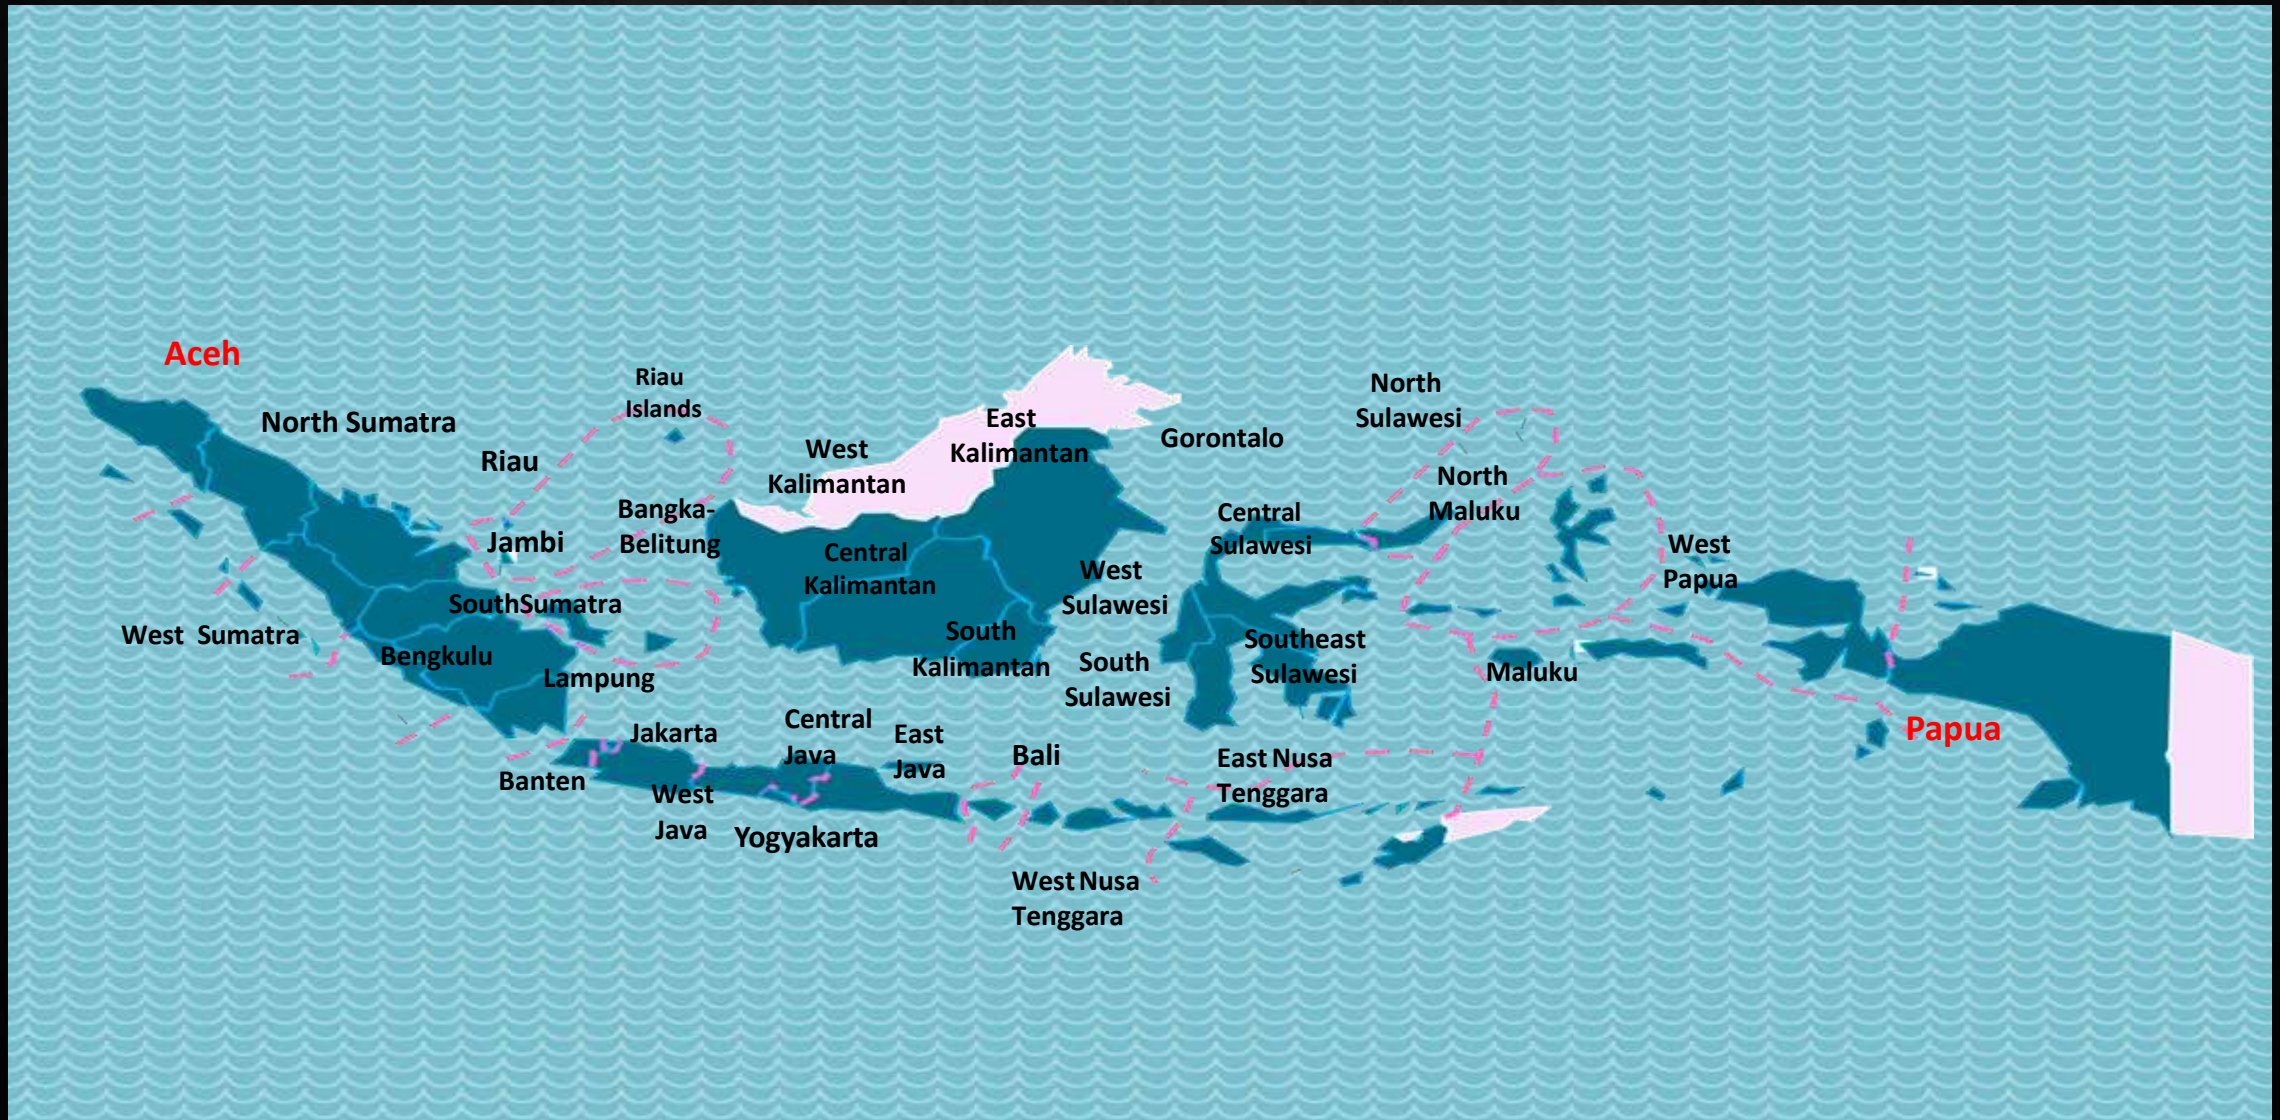 Aceh
North Sumatra
Riau
Riau
Islands
West
Kalimantan
East
Kalimantan
Gorontalo
North
Sulawesi
North
Maluku
Bangka-
Belitung
Jambi
Central
Kalimantan
Central
Sulawesi
West
Sulawesi
West
Papua
SouthSumatra
West  Sumatra
Bengkulu
Lampung
South
Kalimantan
South
Sulawesi
Southeast
Sulawesi
Maluku
Papua
Jakarta
Central
Java
East
Java
Bali
East Nusa
Tenggara
Banten
West
Java
Yogyakarta
West Nusa
Tenggara